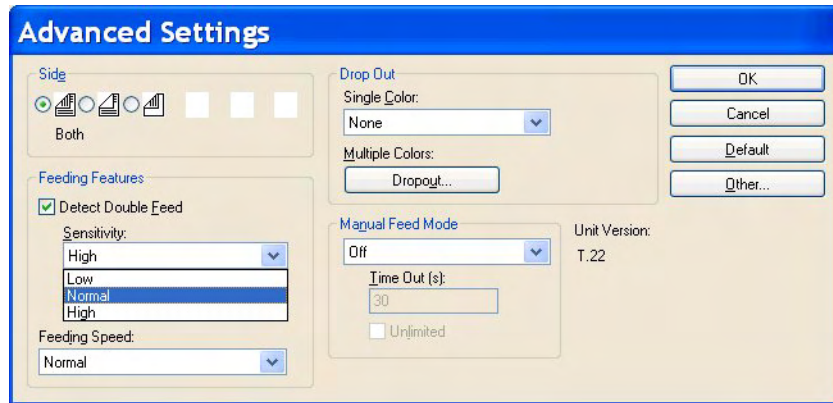 Advanced Settings
Side
Both
Feeding Features
Detect Double Feed
Sensitivity:
High
Low
Normal
High
Feeding Speed:
Normal
Drop Out
Single Color:
None
Multiple Colors:
Dropout...
Manual Feed Mode
Off
Time Out (s):
30
Unlimited
OK
Cancel
Default
Other...
Unit Version:
T.22